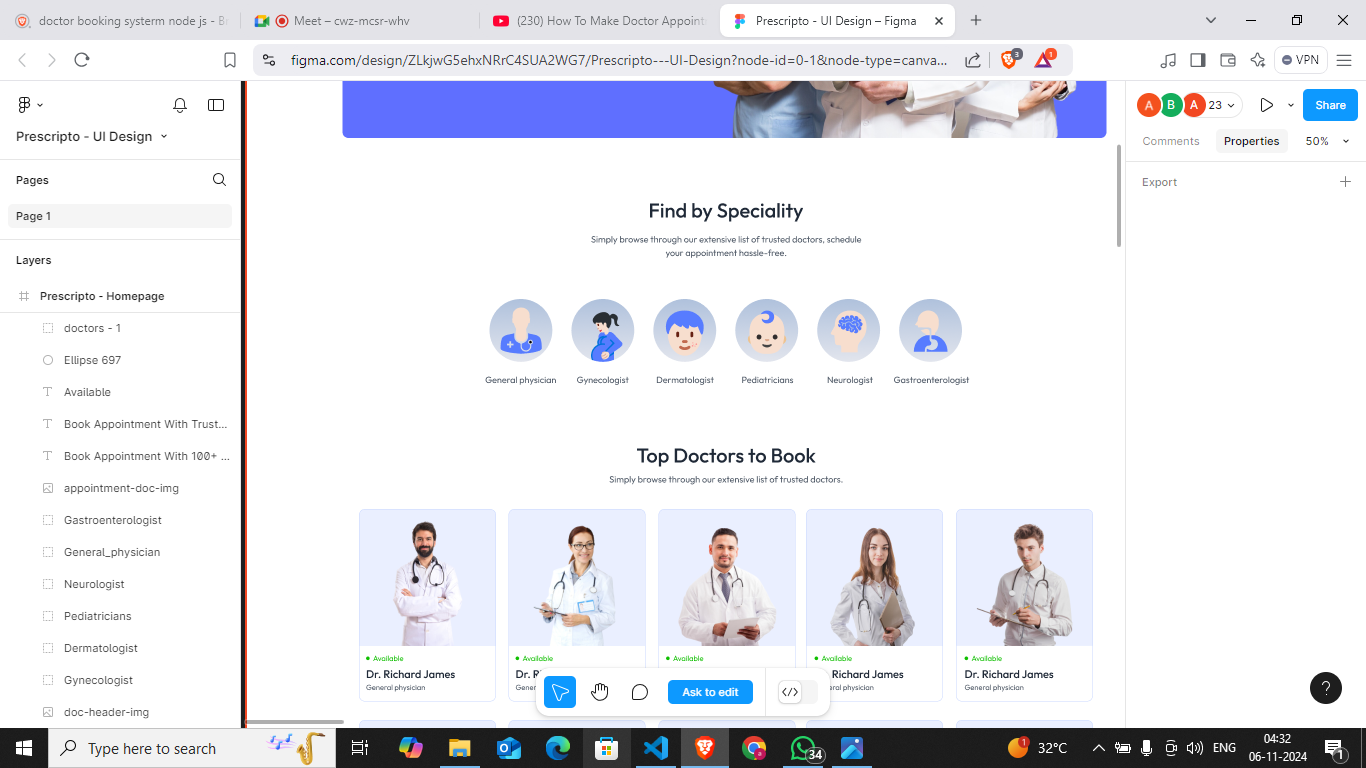 doctor booking systerm node js - Br
Meet – cwz-mcsr-whv
(230) How To Make Doctor Appoint
Prescripto - UI Design – Figma
figma.com/design/ZLkjwG5ehxNRrC4SUA2WG7/Prescripto---UI-Design?node-id=0-1&node-type=canva...
3
1
VPN
Prescripto - UI Design
A
B
A
23
Share
Comments
Properties
50%
Pages
Export
Page 1
Layers
Prescripto - Homepage
doctors - 1
Ellipse 697
Available
Book Appointment With Trust...
Book Appointment With 100+ ...
appointment-doc-img
Gastroenterologist
General_physician
Neurologist
Pediatricians
Dermatologist
Gynecologist
doc-header-img
Find by Speciality
Simply browse through our extensive list of trusted doctors, schedule
your appointment hassle-free.
General physician
Gynecologist
Dermatologist
Pediatricians
Neurologist
Gastroenterologist
Top Doctors to Book
Simply browse through our extensive list of trusted doctors.
Available
Available
Available
Available
Available
Dr. Richard James
Dr. Richard James
General physician
Dr. Richard James
General physician
Ask to edit
?
Type here to search
34
1
32°C
ENG
04:32
06-11-2024
1